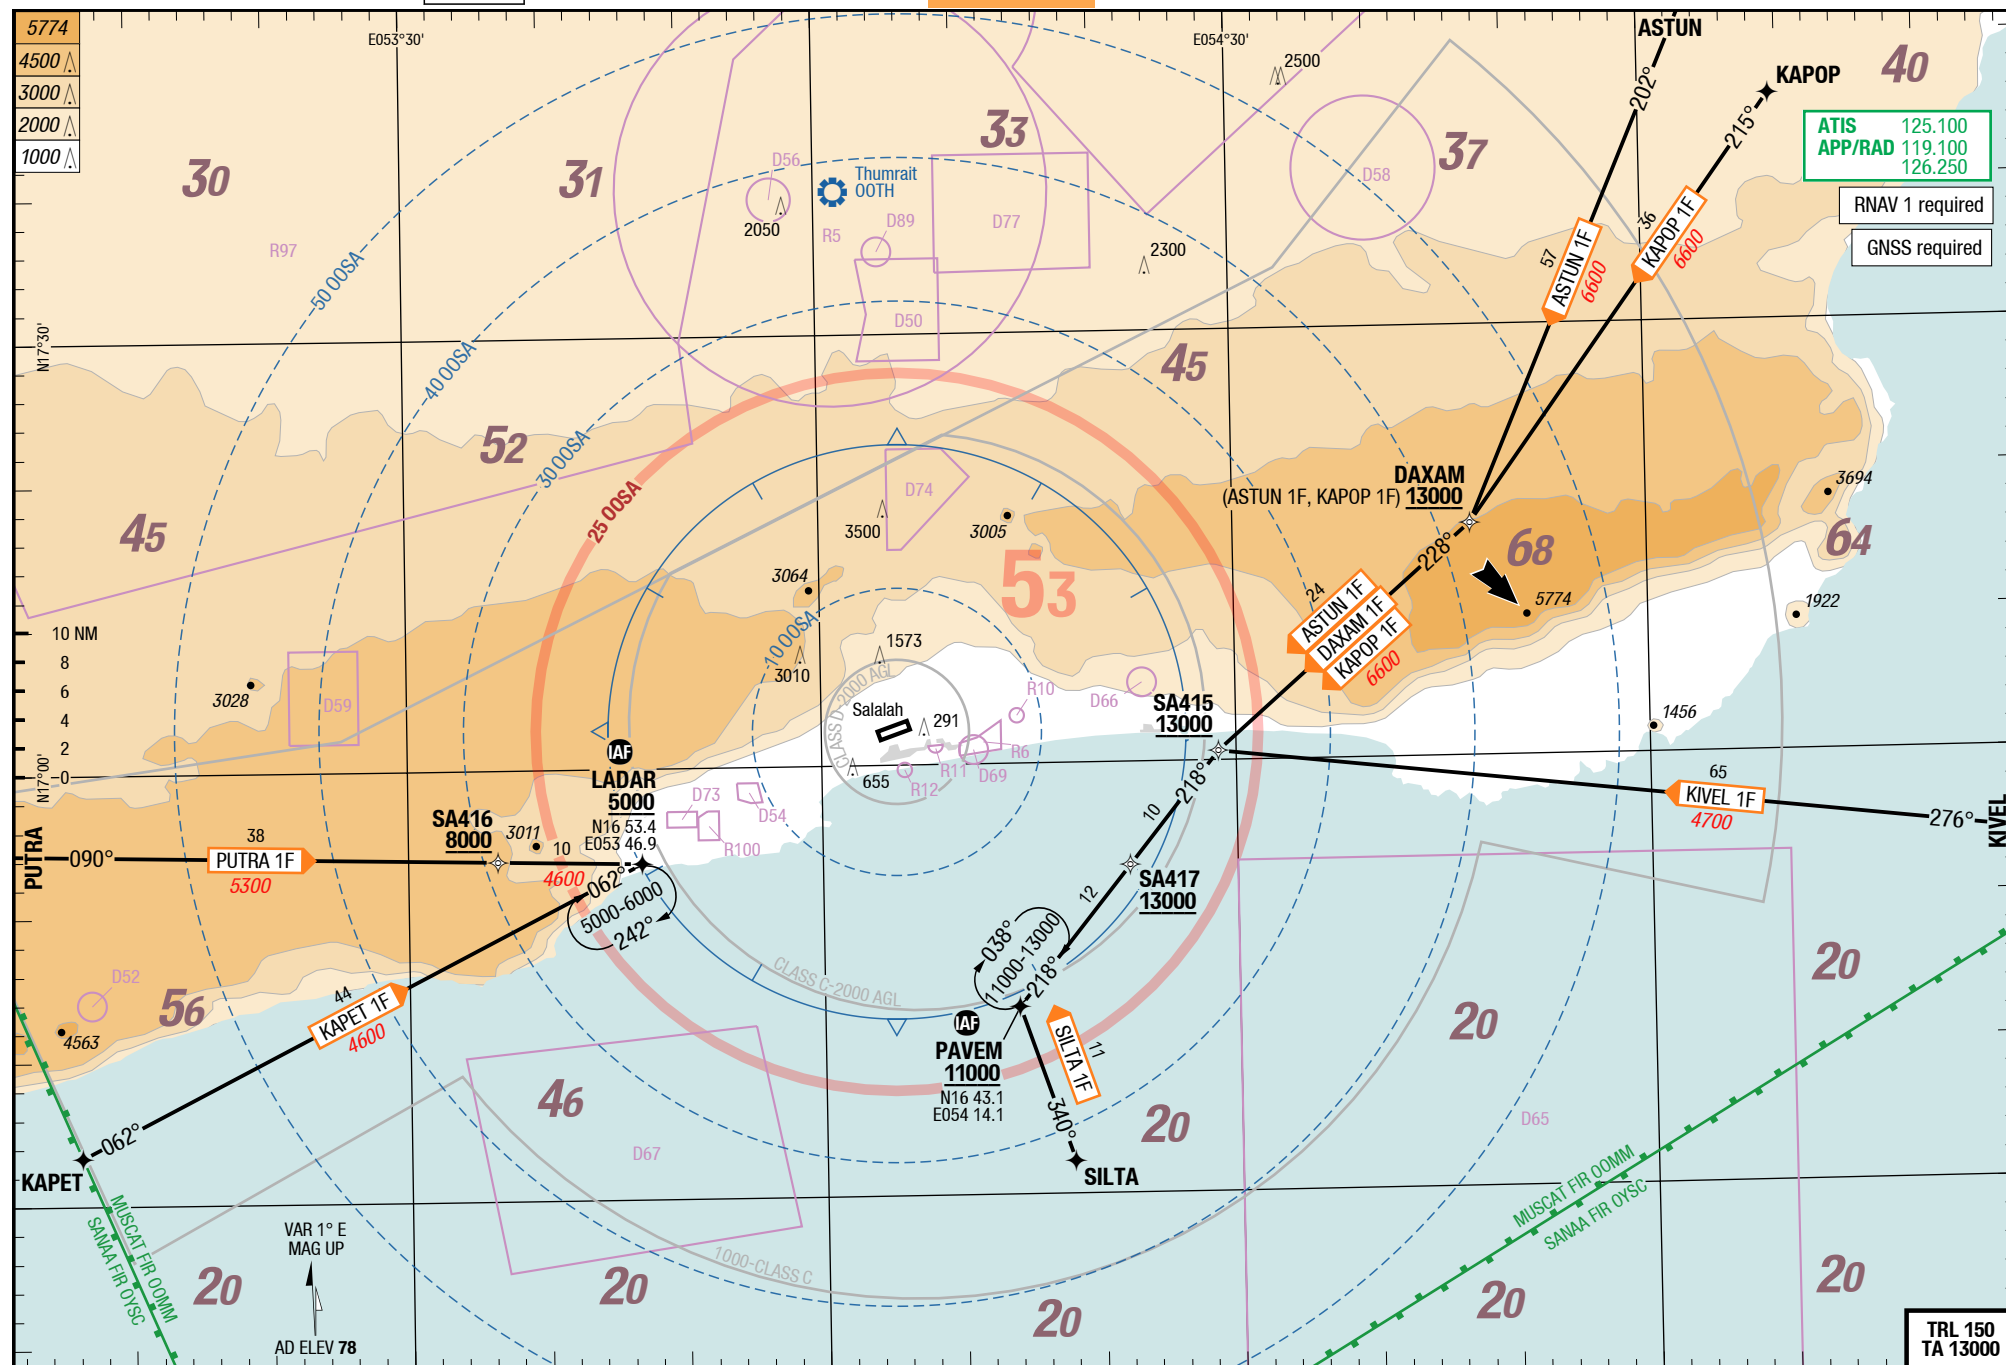 5774
4500
3000
2000
1000
E053°30'
E054°30'
ASTUN
202°
KAPOP
215°
40
ATIS 125.100
APP/RAD 119.100
126.250
RNAV 1 required
GNSS required
30
31
33
37
2500
D56
Thumrait
OOTH
D58
2050
R5
D89
D77
2300
R97
50 OOSA
D50
57
ASTUN 1F
6600
36
KAPOP 1F
6600
N17°30'
40 OOSA
45
52
30 OOSA
25 OOSA
45
D74
3500
3005
DAXAM
(ASTUN 1F, KAPOP 1F) 13000
228°
68
3694
64
5774
1922
3064
53
24
ASTUN 1F
DAXAM 1F
KAPOP 1F
6600
10 OOSA
10 NM
8
6
4
2
0
N17°00'
3028
D59
3010
1573
CLASS D-2000 AGL
Salalah
291
R10
D66
R6
D69
R11
R12
655
SA415
13000
1456
IAF
LADAR
5000
N16 53.4
E053 46.9
D73
D54
R100
SA416
8000
3011
10
4600
PUTRA
090°
38
PUTRA 1F
5300
062°
5000-6000
242°
218°
10
SA417
13000
12
65
KIVEL 1F
4700
276°
KIVEL
D52
56
4563
44
KAPET 1F
4600
CLASS C-2000 AGL
038°
11000-13000
218°
IAF
PAVEM
11000
N16 43.1
E054 14.1
SILTA 1F
11
340°
SILTA
20
20
20
46
D67
D65
062°
KAPET
MUSCAT FIR OOMM
SANAA FIR OYSC
MUSCAT FIR OOMM
SANAA FIR OYSC
VAR 1° E
MAG UP
AD ELEV 78
1000-CLASS C
20
20
20
20
20
TRL 150
TA 13000